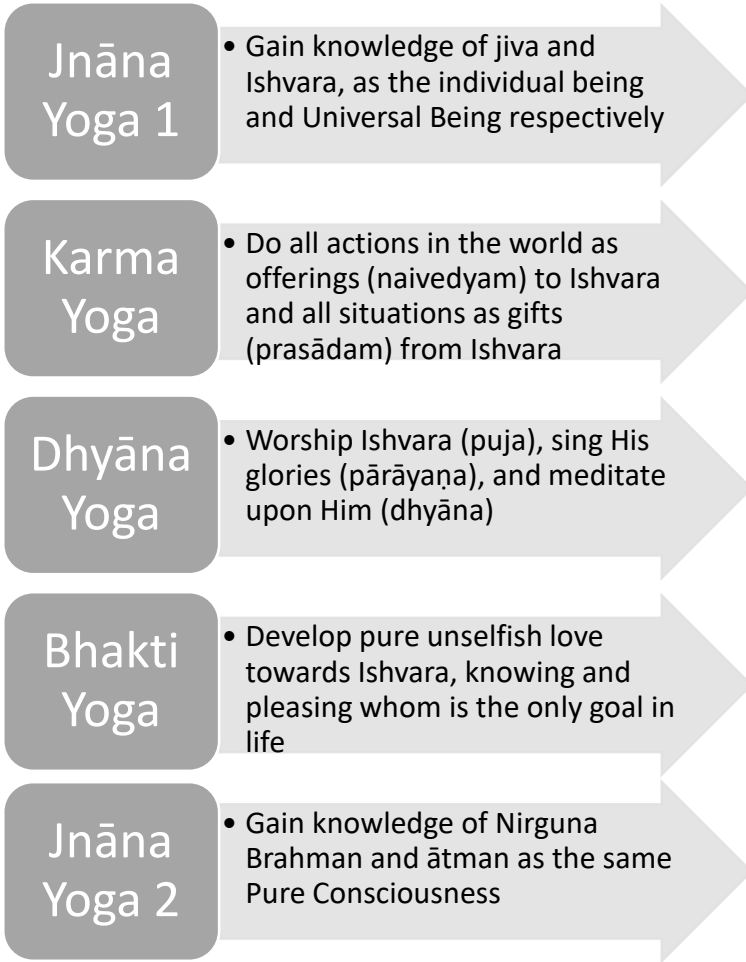 Jnāna
Yoga 1
• Gain knowledge of jiva and
Ishvara, as the individual being
and Universal Being respectively
Karma
Yoga
• Do all actions in the world as
offerings (naivedyam) to Ishvara
and all situations as gifts
(prasādam) from Ishvara
Dhyāna
Yoga
• Worship Ishvara (puja), sing His
glories (pārāyaṇa), and meditate
upon Him (dhyāna)
Bhakti
Yoga
• Develop pure unselfish love
towards Ishvara, knowing and
pleasing whom is the only goal in
life
Jnāna
Yoga 2
• Gain knowledge of Nirguna
Brahman and ātman as the same
Pure Consciousness